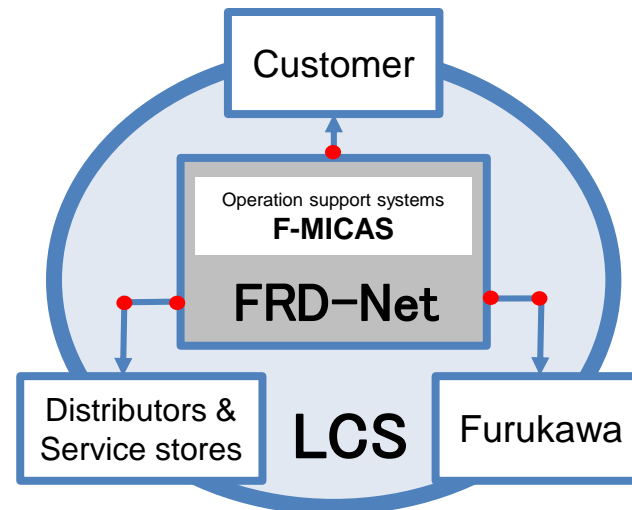 Customer
Operation support systems
F-MICAS
FRD-Net
Distributors &
Service stores
LCS
Furukawa